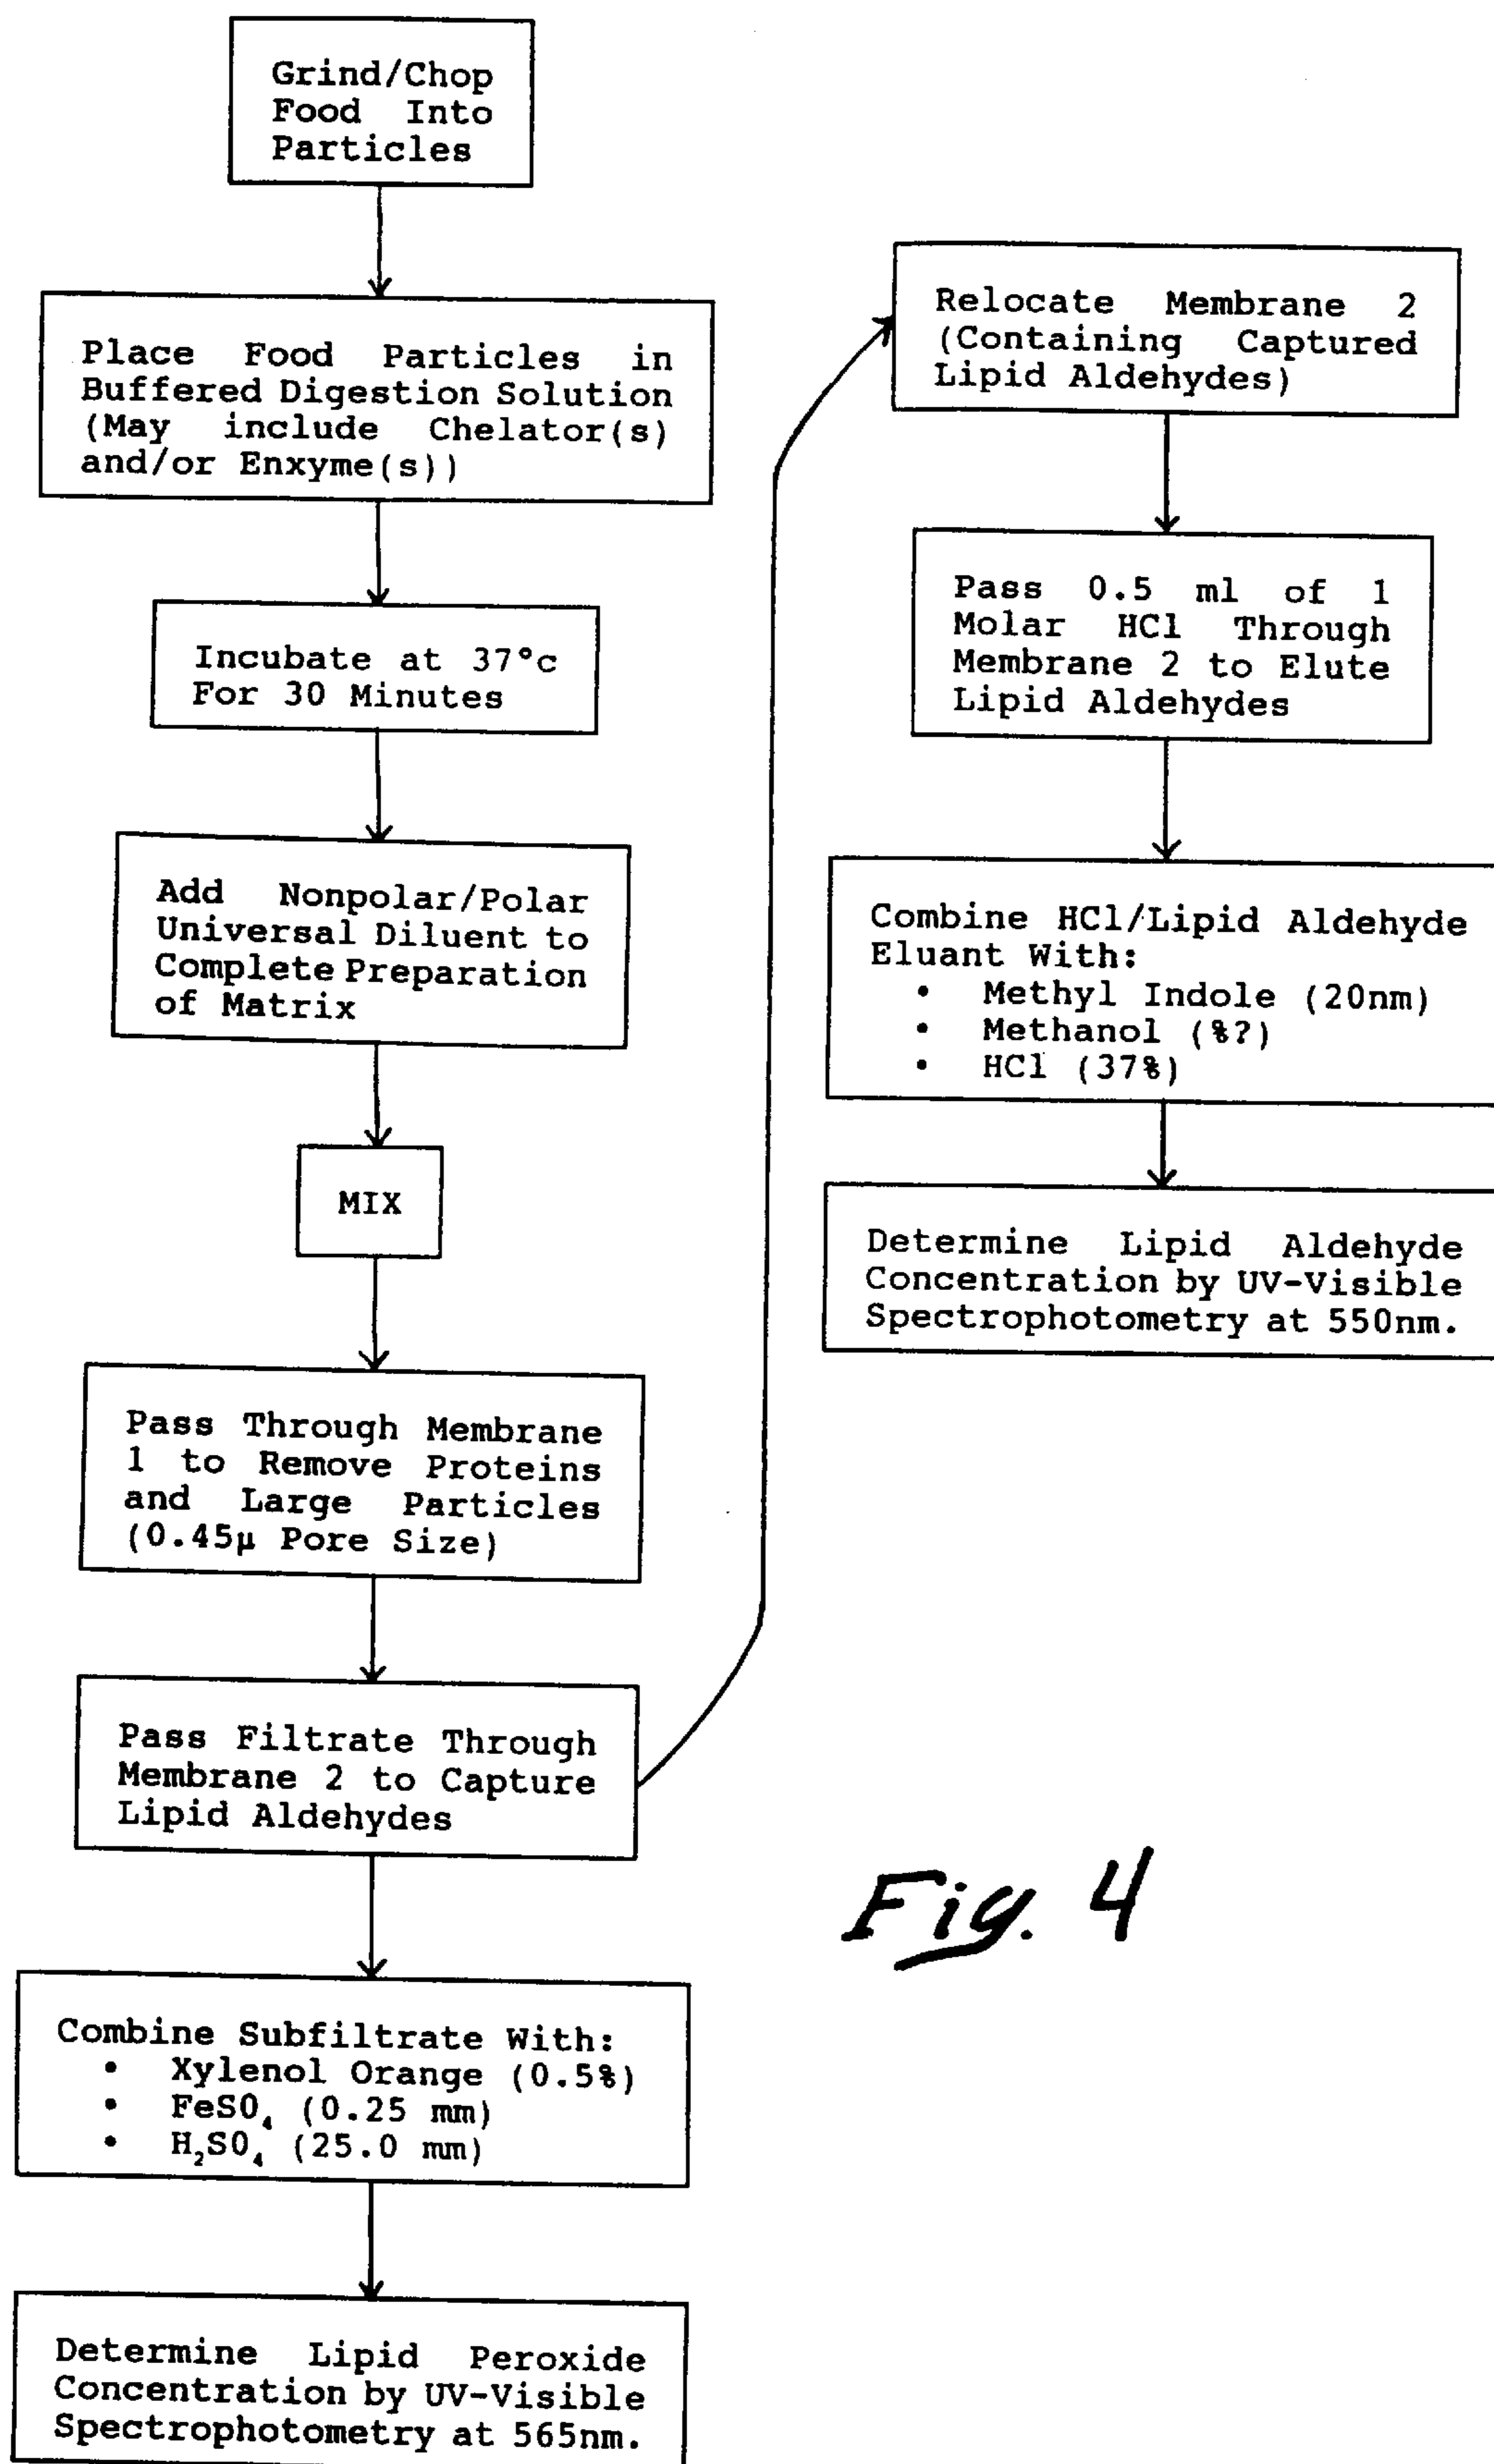 Grind/Chop
Food Into
Particles
Place Food Particles in
Buffered Digestion Solution
(May include Chelator(s)
and/or Enxyme(s))
Incubate at 37°c
For 30 Minutes
Add Nonpolar/Polar
Universal Diluent to
Complete Preparation
of Matrix
MIX
Pass Through Membrane
1 to Remove Proteins
and Large Particles
(0.45µ Pore Size)
Pass Filtrate Through
Membrane 2 to Capture
Lipid Aldehydes
Combine Subfiltrate With:
• Xylenol Orange (0.5%)
• FeSO₄ (0.25 mm)
• H₂SO₄ (25.0 mm)
Determine Lipid Peroxide
Concentration by UV-Visible
Spectrophotometry at 565nm.
Relocate Membrane 2
(Containing Captured
Lipid Aldehydes)
Pass 0.5 ml of 1
Molar HCl Through
Membrane 2 to Elute
Lipid Aldehydes
Combine HCl/Lipid Aldehyde
Eluant With:
• Methyl Indole (20nm)
• Methanol (%?)
• HCl (37%)
Determine Lipid Aldehyde
Concentration by UV-Visible
Spectrophotometry at 550nm.
Fig. 4